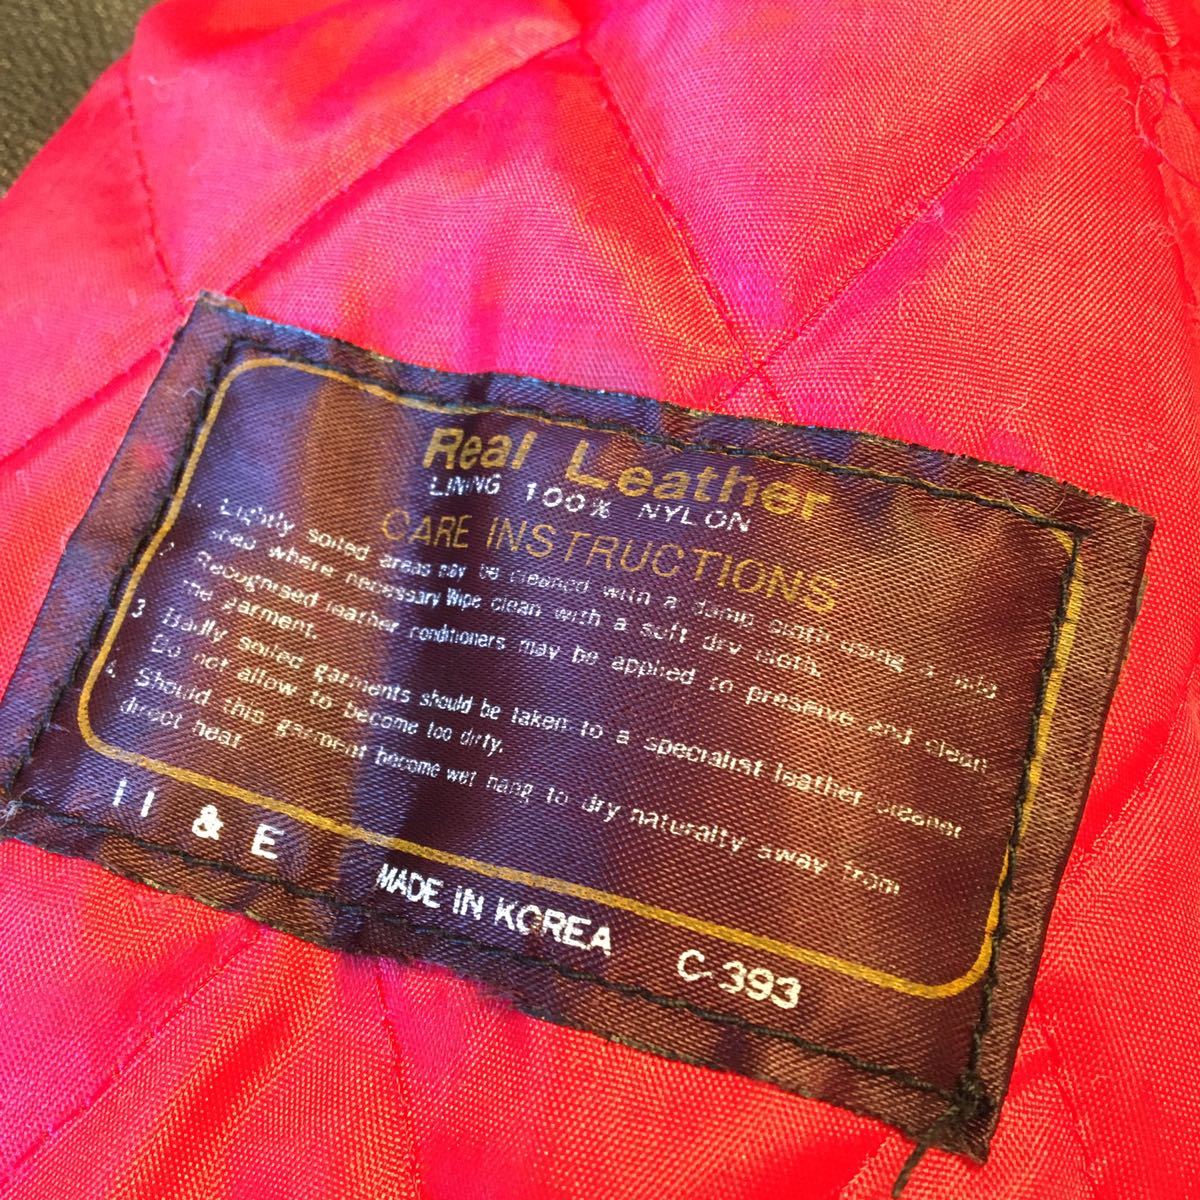 Real Leather
LINING 100% NYLON
CARE INSTRUCTIONS
1. Lightly soiled areas may be cleaned with a damp cloth using a mild
where necessary Wipe clean with a soft dry cloth.
2. Recognised leather conditioners may be applied to preserve and clean
the garment.
3 Badly soiled garments should be taken to a specialist leather cleaner
Do not allow to become too dirty.
4. Should this garment become wet hang to dry naturally away from
direct heat
& E
MADE IN KOREA
C-393